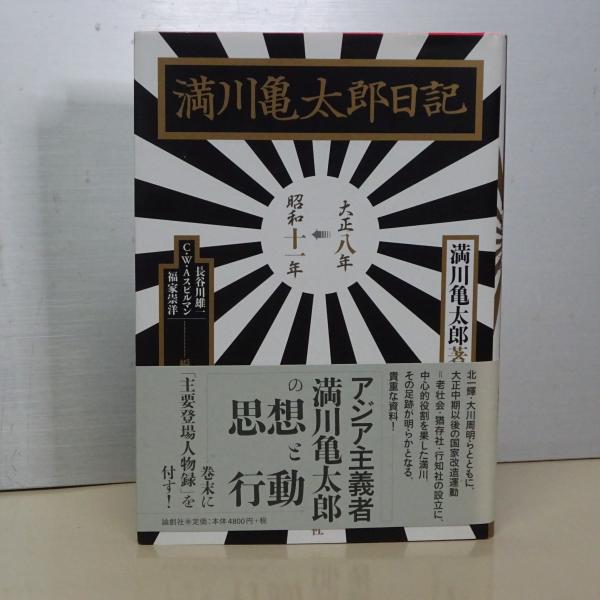 満川亀太郎日記
大正八年
昭和十一年
満川亀太郎著
長谷川雄一
C・W・Aスピルマン
福家崇洋
北一輝・大川周明らとともに、
大正中期以後の国家改造運動
=老壮会・猶存社・行知社の設立に、
中心的役割を果した満川、
その足跡が明らかとなる、
貴重な資料!
アジア主義者
満川亀太郎
の思想と
行動
巻末に
「主要登場人物録」を
付す!
論創社 定価:本体4800円+税